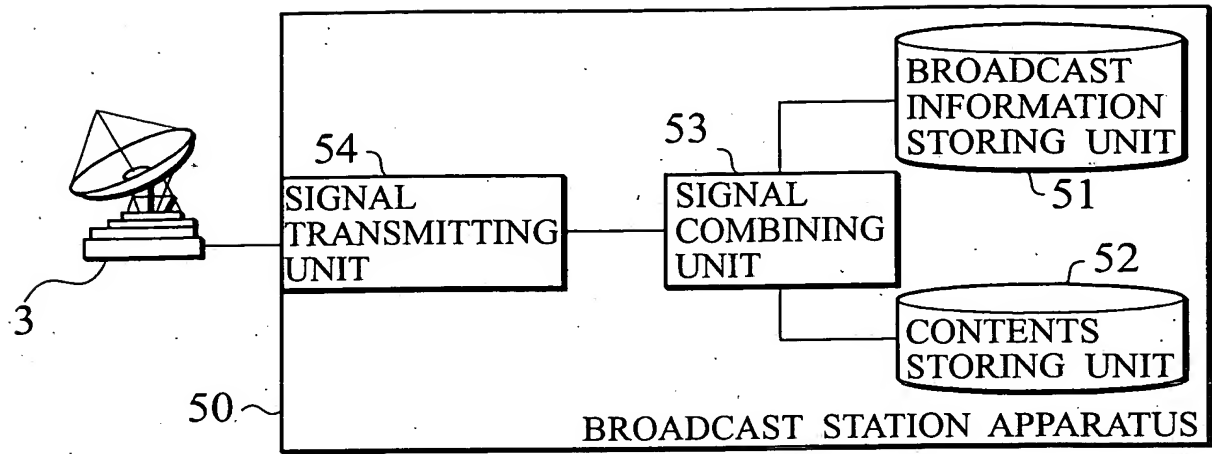 BROADCAST
INFORMATION
STORING UNIT
51
53
54
SIGNAL
TRANSMITTING
UNIT
SIGNAL
COMBINING
UNIT
52
CONTENTS
STORING UNIT
3
50
BROADCAST STATION APPARATUS